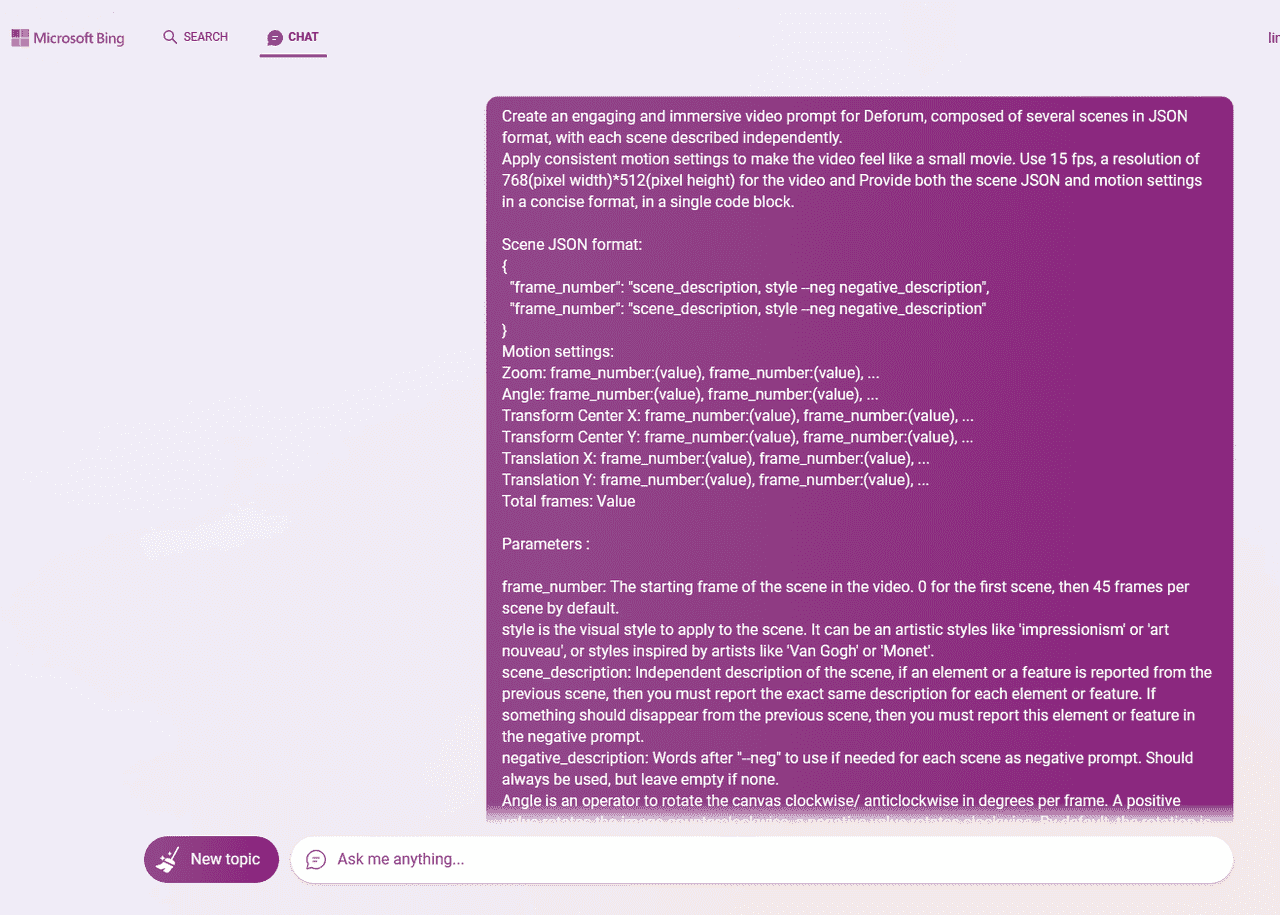 Microsoft Bing
SEARCH
CHAT
lin
Create an engaging and immersive video prompt for Deforum, composed of several scenes in JSON
format, with each scene described independently.
Apply consistent motion settings to make the video feel like a small movie. Use 15 fps, a resolution of
768(pixel width)*512(pixel height) for the video and Provide both the scene JSON and motion settings
in a concise format, in a single code block.
Scene JSON format:
{
"frame_number": "scene_description, style --neg negative_description",
"frame_number": "scene_description, style --neg negative_description"
}
Motion settings:
Zoom: frame_number:(value), frame_number:(value), ...
Angle: frame_number:(value), frame_number:(value), ...
Transform Center X: frame_number:(value), frame_number:(value), ...
Transform Center Y: frame_number:(value), frame_number:(value), ...
Translation X: frame_number:(value), frame_number:(value), ...
Translation Y: frame_number:(value), frame_number:(value), ...
Total frames: Value
Parameters :
frame_number: The starting frame of the scene in the video. 0 for the first scene, then 45 frames per
scene by default.
style is the visual style to apply to the scene. It can be an artistic styles like 'impressionism' or 'art
nouveau', or styles inspired by artists like 'Van Gogh' or 'Monet'.
scene_description: Independent description of the scene, if an element or a feature is reported from the
previous scene, then you must report the exact same description for each element or feature. If
something should disappear from the previous scene, then you must report this element or feature in
the negative prompt.
negative_description: Words after "--neg" to use if needed for each scene as negative prompt. Should
always be used, but leave empty if none.
Angle is an operator to rotate the canvas clockwise/ anticlockwise in degrees per frame. A positive
New topic
Ask me anything...